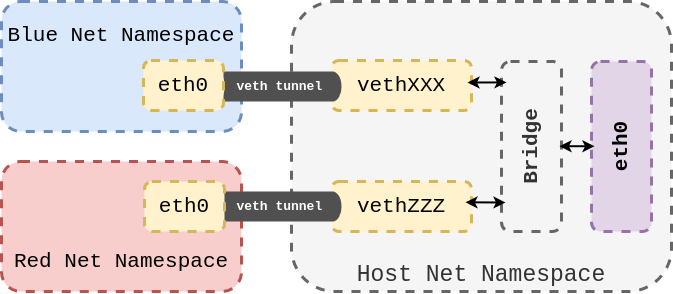 Blue Net Namespace
eth0
veth tunnel
vethXXX
Bridge
eth0
eth0
veth tunnel
vethZZZ
Red Net Namespace
Host Net Namespace